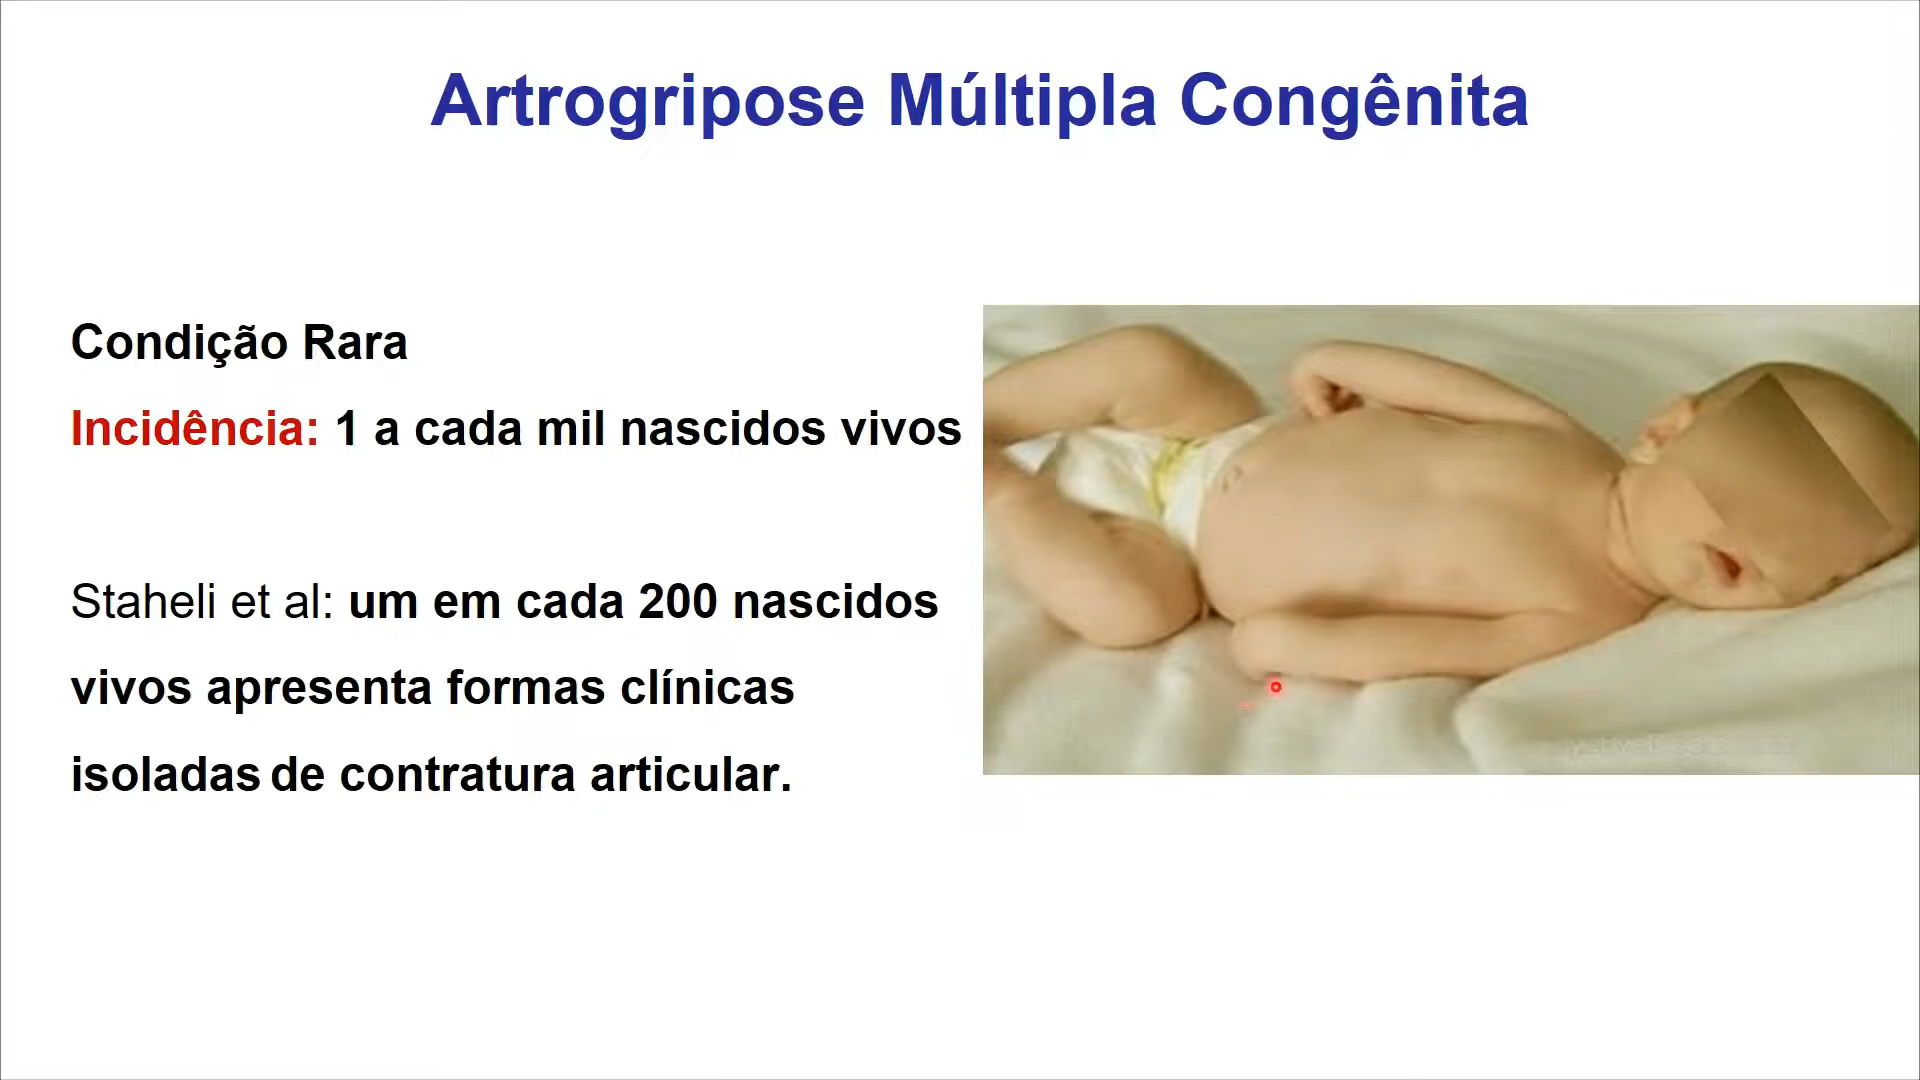 Artrogripose Múltipla Congênita
Condição Rara
Incidência: 1 a cada mil nascidos vivos
Staheli et al: um em cada 200 nascidos
vivos apresenta formas clínicas
isoladas de contratura articular.